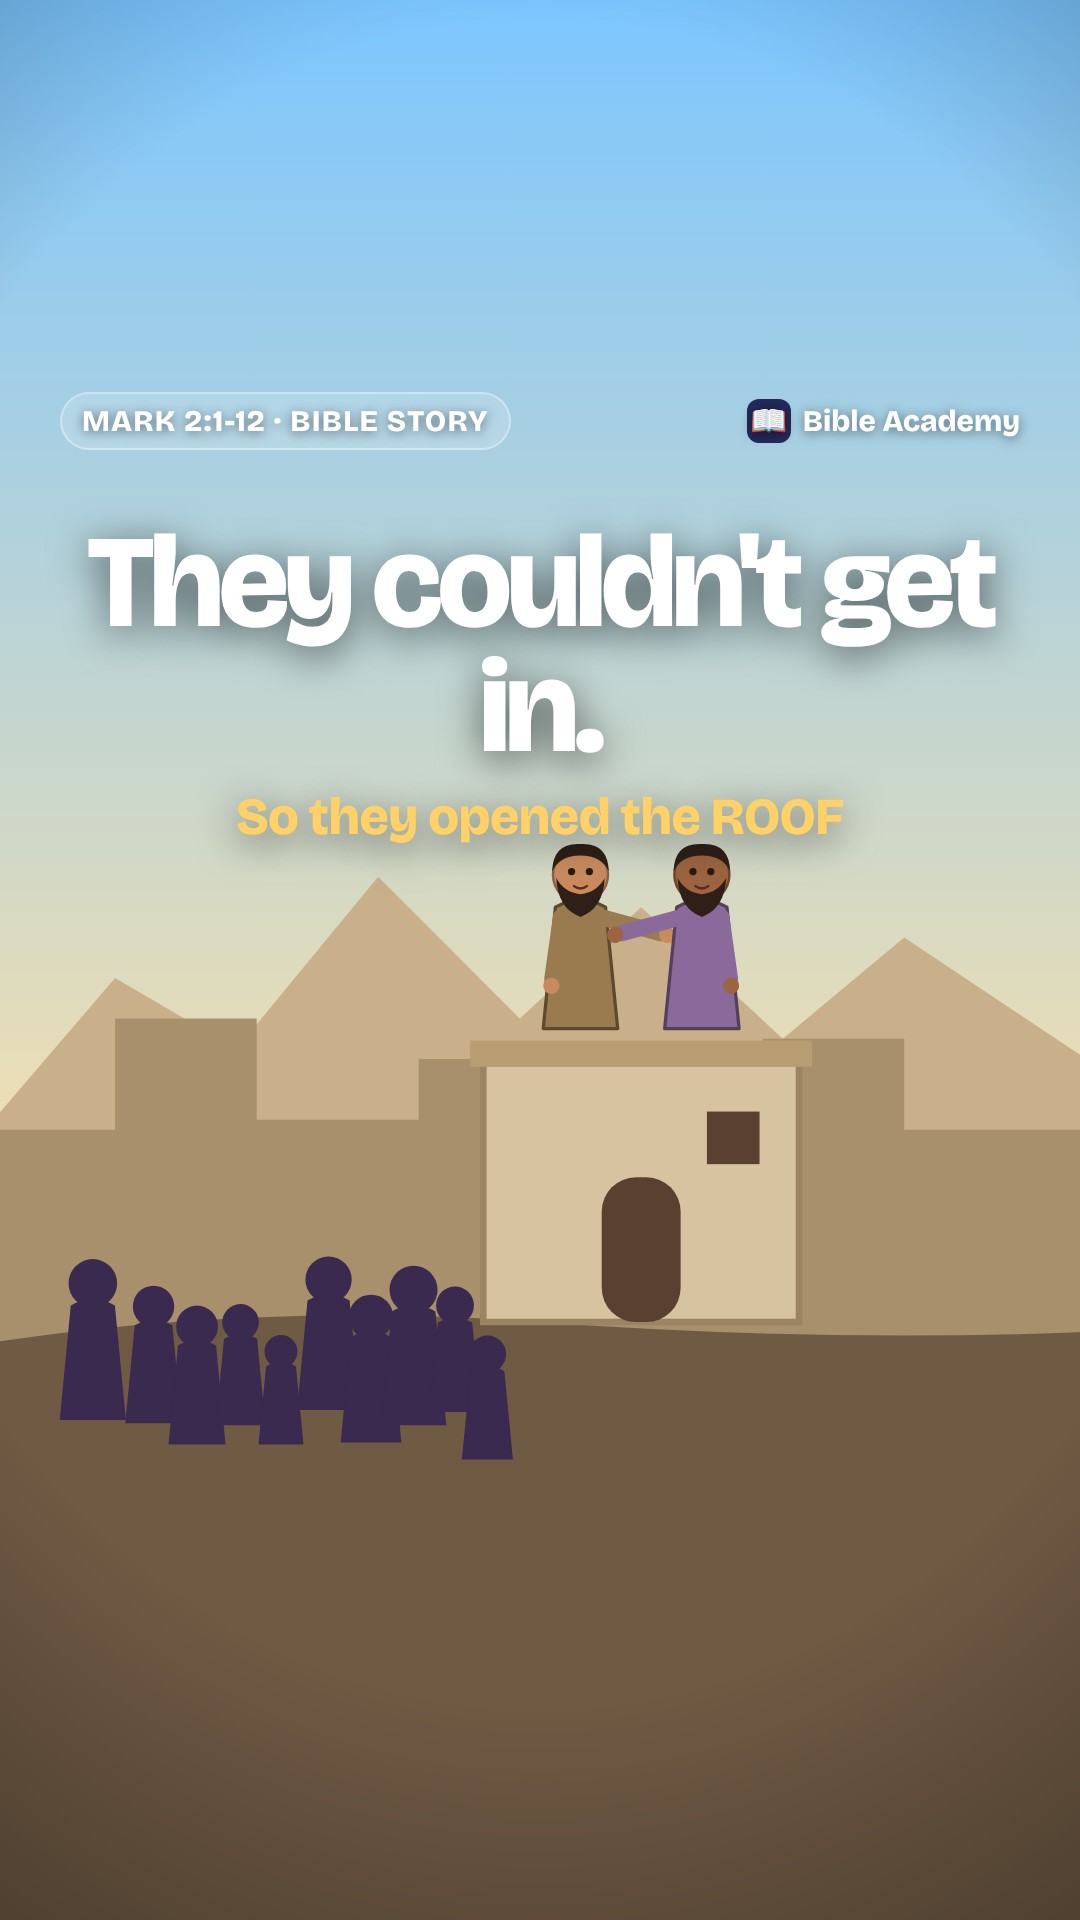 MARK 2:1-12 · BIBLE STORY
Bible Academy
They couldn't get
in.
So they opened the ROOF